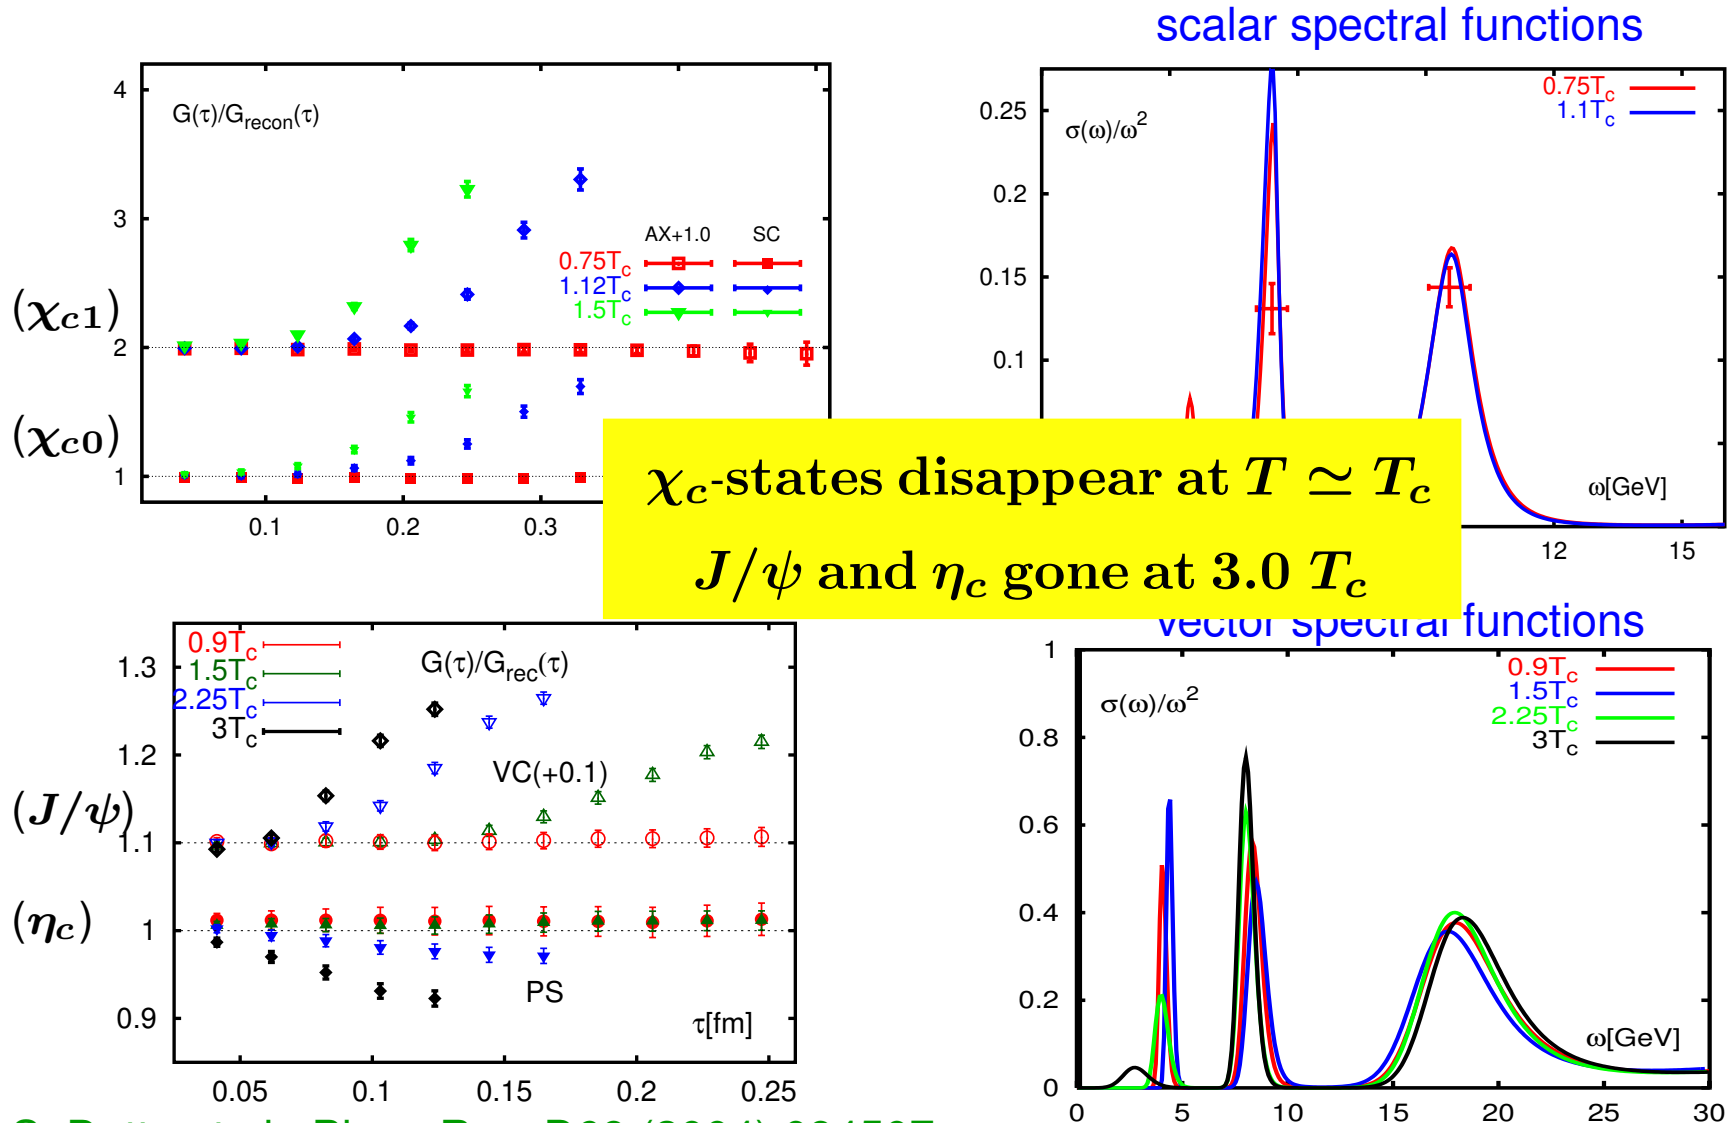 scalar spectral functions
4
3
2
1
0.1
0.2
0.3
G(τ)/G_recon(τ)
AX+1.0 SC
0.75T_c
1.12T_c
1.5T_c
(χ_c1)
(χ_c0)
0.25
0.2
0.15
0.1
σ(ω)/ω²
0.75T_c
1.1T_c
ω[GeV]
12
15
χ_c-states disappear at T ≃ T_c
J/ψ and η_c gone at 3.0 T_c
vector spectral functions
0.9T_c
1.5T_c
2.25T_c
3T_c
G(τ)/G_rec(τ)
1.3
1.2
1.1
1
0.9
VC(+0.1)
PS
τ[fm]
(J/ψ)
(η_c)
0.05
0.1
0.15
0.2
0.25
1
0.8
0.6
0.4
0.2
0
σ(ω)/ω²
0.9T_c
1.5T_c
2.25T_c
3T_c
ω[GeV]
0
5
10
15
20
25
30